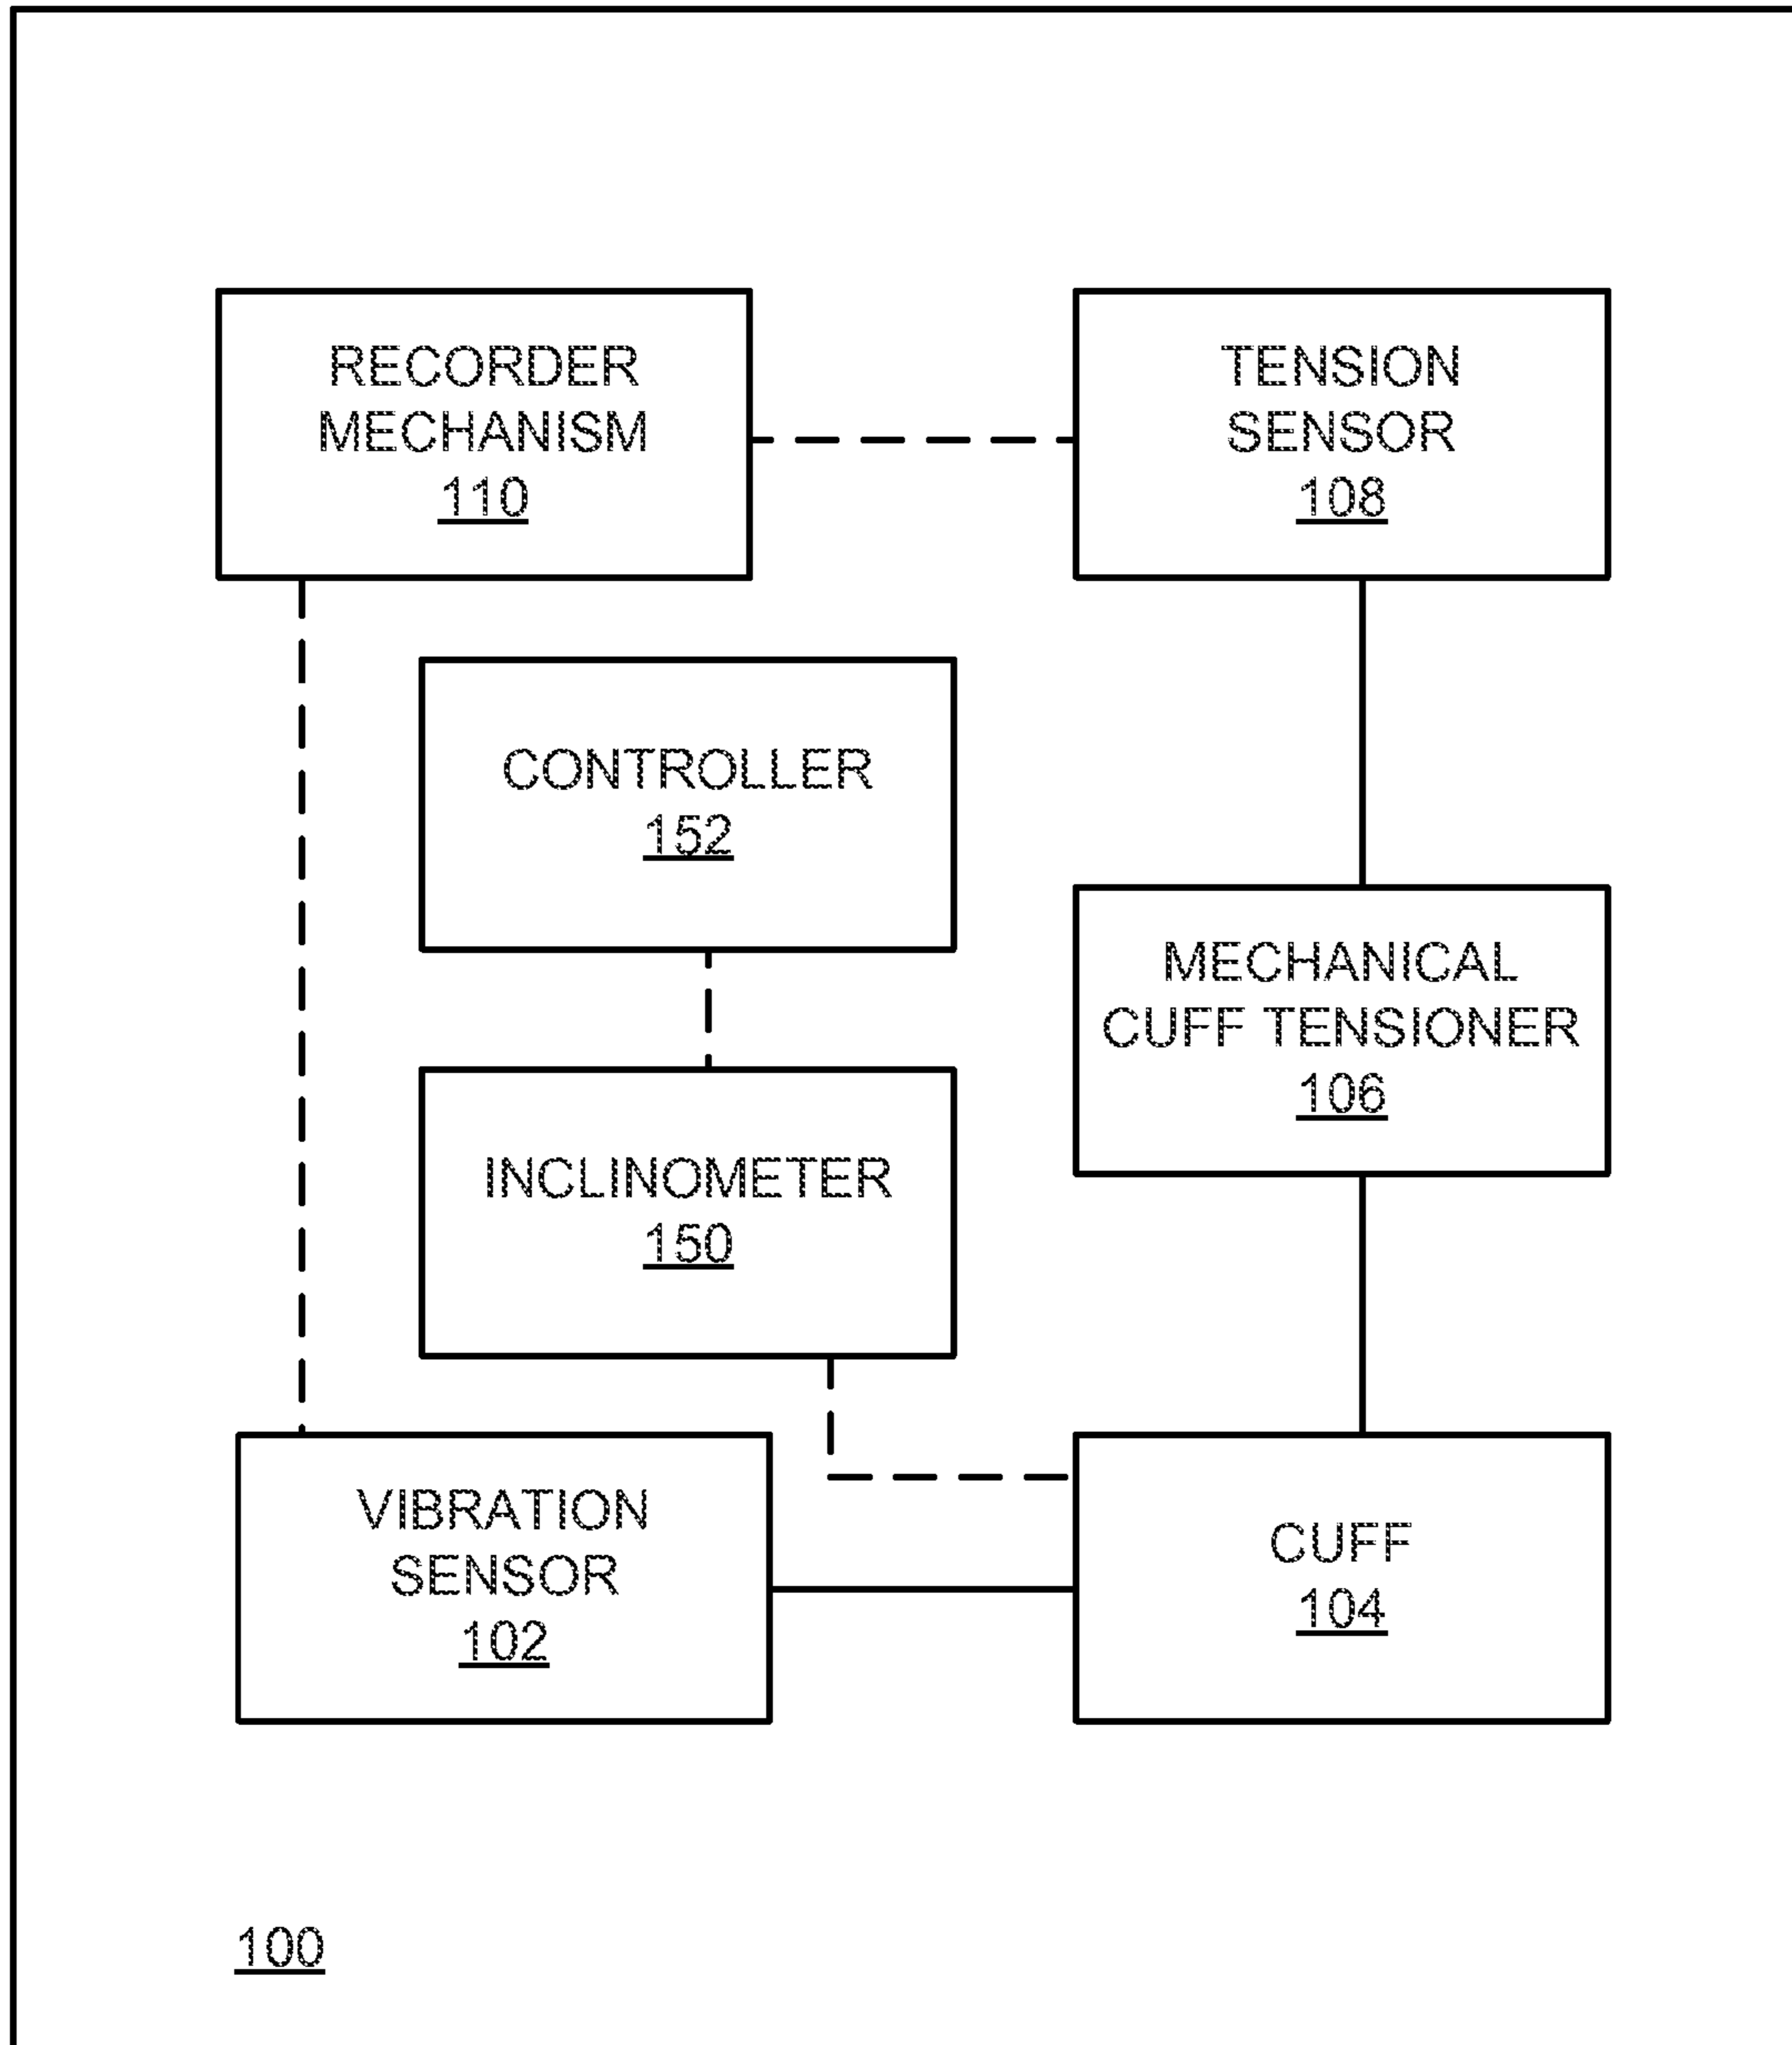 RECORDER
MECHANISM
110
TENSION
SENSOR
108
CONTROLLER
152
MECHANICAL
CUFF TENSIONER
106
INCLINOMETER
150
VIBRATION
SENSOR
102
CUFF
104
100